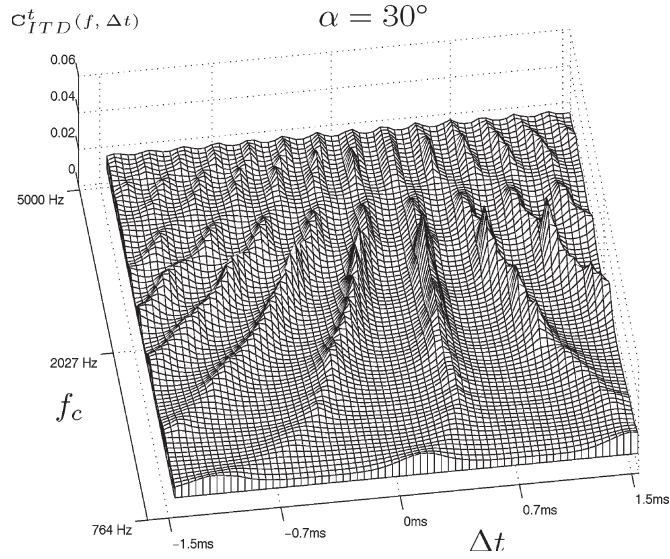 C^t_{ITD}(f, Δt)
α = 30°
0.06
0.04
0.02
0
5000 Hz
2027 Hz
f_c
764 Hz
−1.5ms
−0.7ms
0ms
0.7ms
1.5ms
Δt